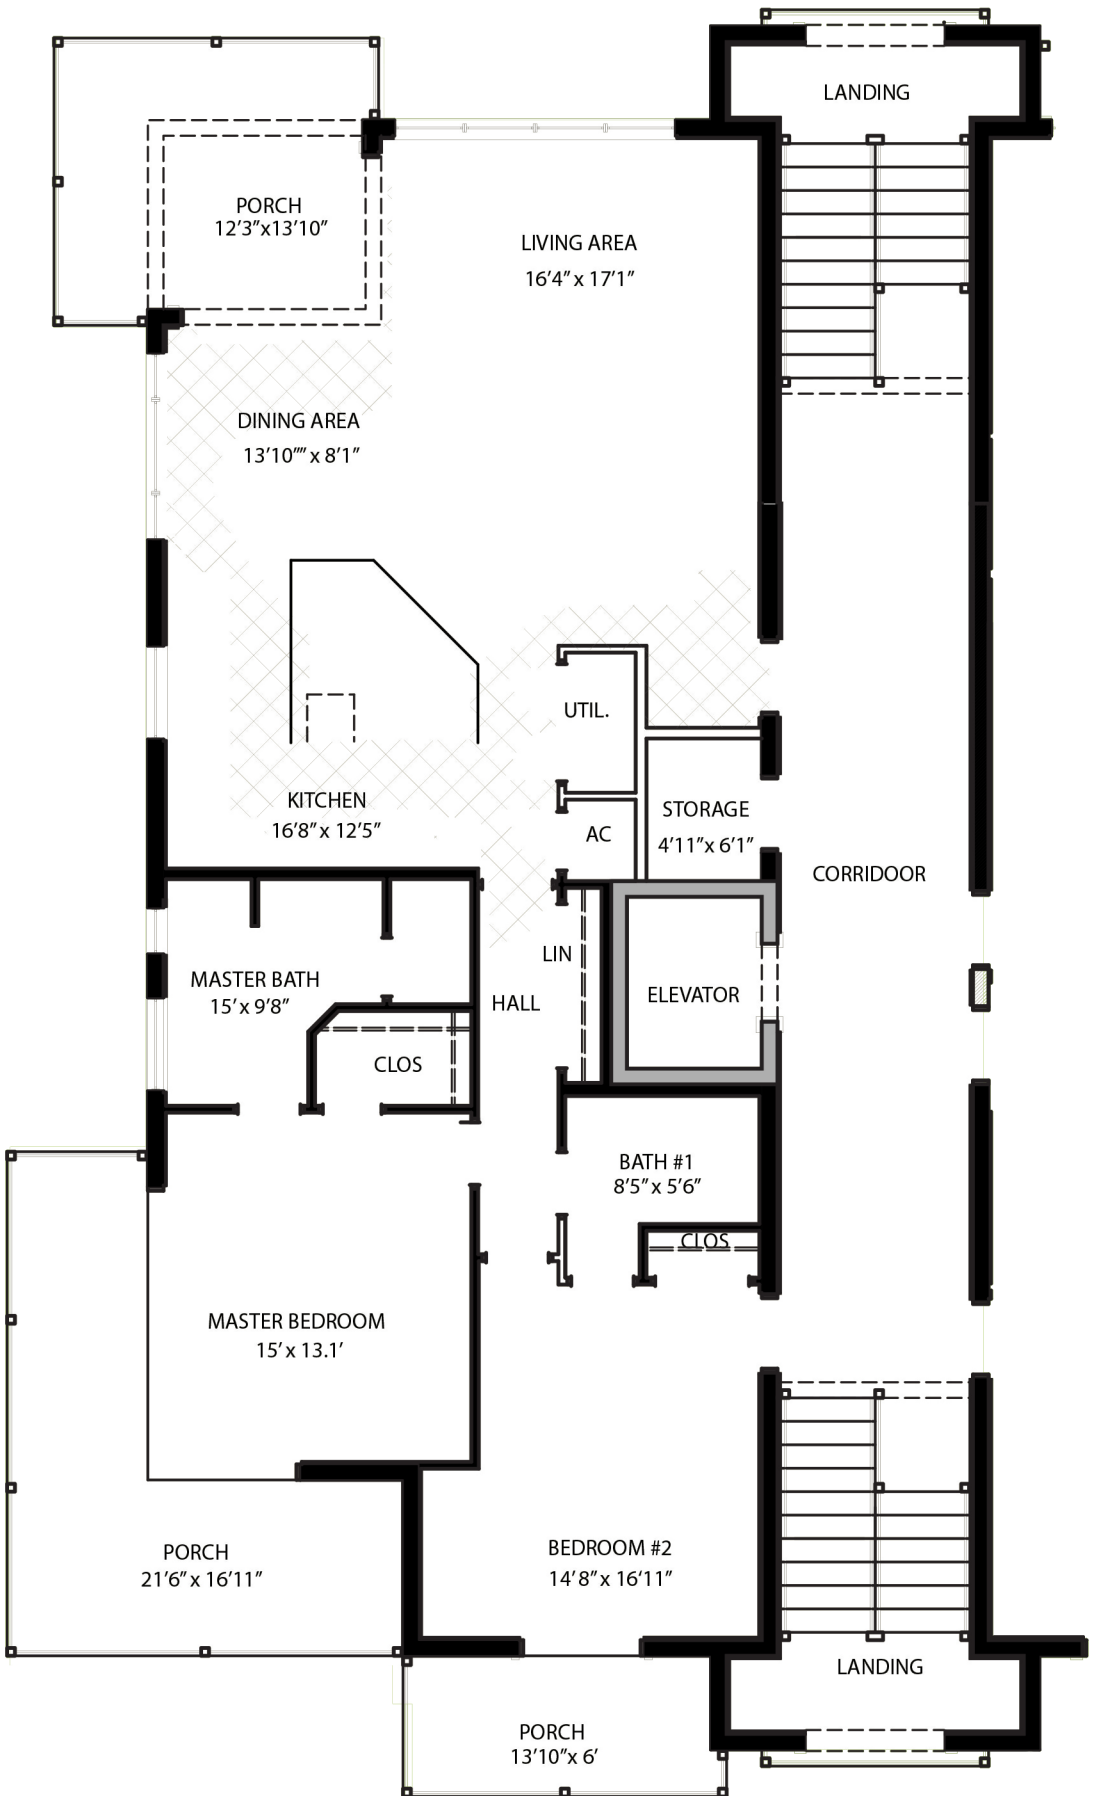 LANDING
PORCH
12'3"x13'10"
LIVING AREA
16'4" x 17'1"
DINING AREA
13'10"" x 8'1"
UTIL.
KITCHEN
16'8" x 12'5"
STORAGE
4'11"x 6'1"
AC
CORRIDOOR
LIN
MASTER BATH
15' x 9'8"
HALL
ELEVATOR
CLOS
BATH #1
8'5" x 5'6"
CLOS
MASTER BEDROOM
15' x 13.1'
PORCH
21'6" x 16'11"
BEDROOM #2
14'8" x 16'11"
LANDING
PORCH
13'10"x 6'